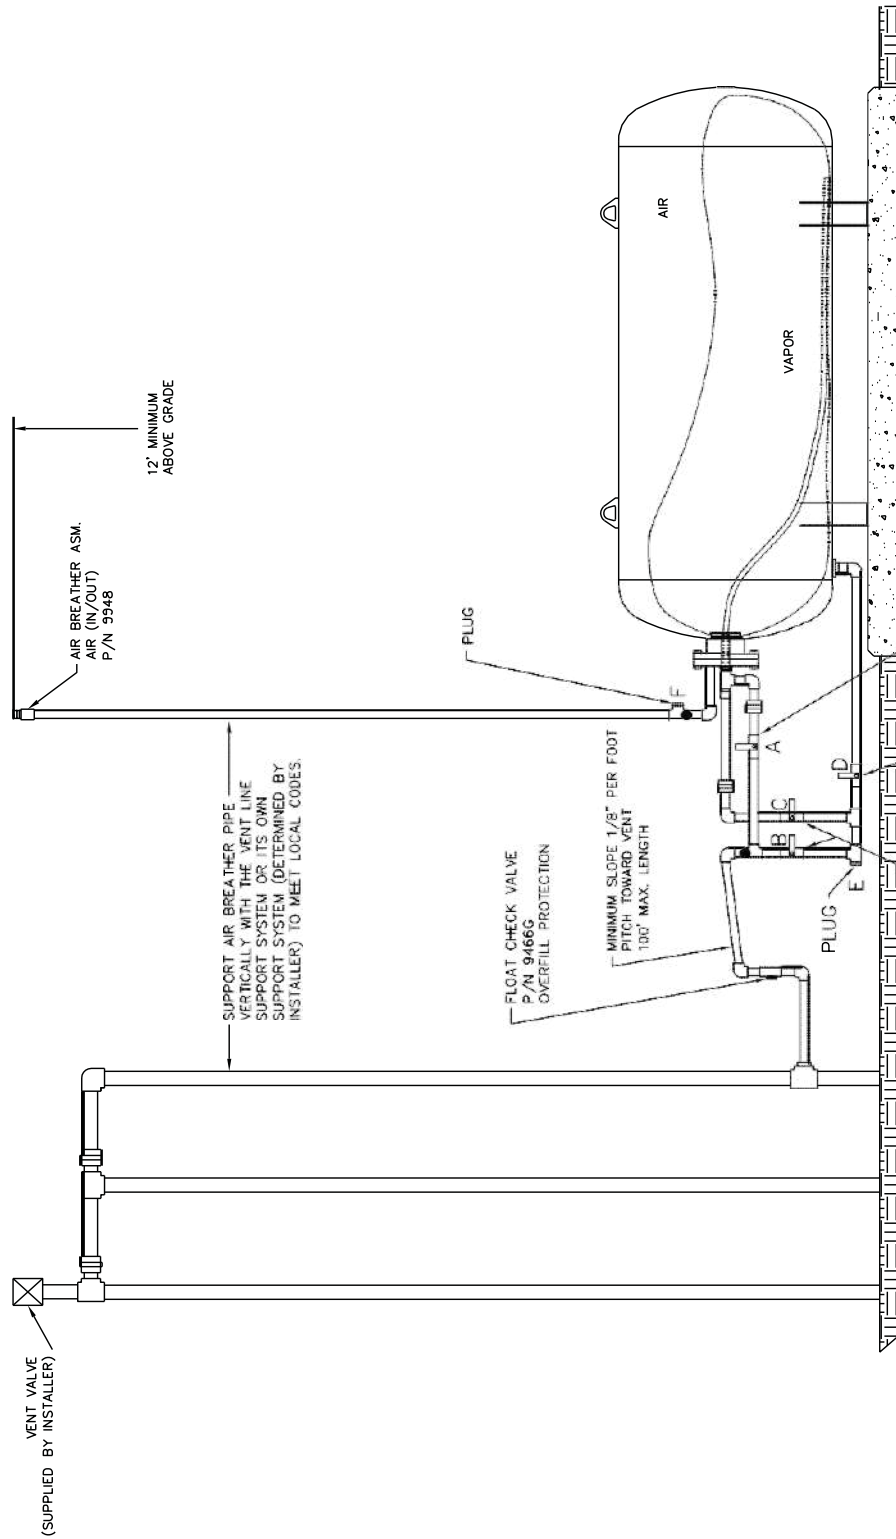 VENT VALVE
(SUPPLIED BY INSTALLER)
AIR BREATHER ASM.
AIR (IN/OUT)
P/N 9948
12' MINIMUM
ABOVE GRADE
SUPPORT AIR BREATHER PIPE
VERTICALLY WITH THE VENT LINE
SUPPORT SYSTEM OR ITS OWN
SUPPORT SYSTEM (DETERMINED BY
INSTALLER) TO MEET LOCAL CODES.
PLUG
F
FLOAT CHECK VALVE
P/N 9466G
OVERFILL PROTECTION
MINIMUM SLOPE 1/8" PER FOOT
PITCH TOWARD VENT
100' MAX. LENGTH
AIR
VAPOR
A
B
C
D
E
PLUG